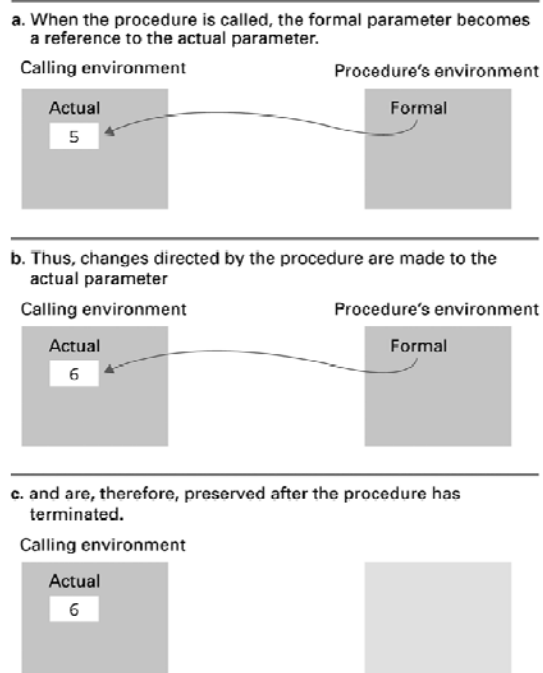 a. When the procedure is called, the formal parameter becomes
a reference to the actual parameter.
Calling environment
Procedure's environment
Actual
Formal
5
b. Thus, changes directed by the procedure are made to the
actual parameter
Calling environment
Procedure's environment
Actual
Formal
6
c. and are, therefore, preserved after the procedure has
terminated.
Calling environment
Actual
6